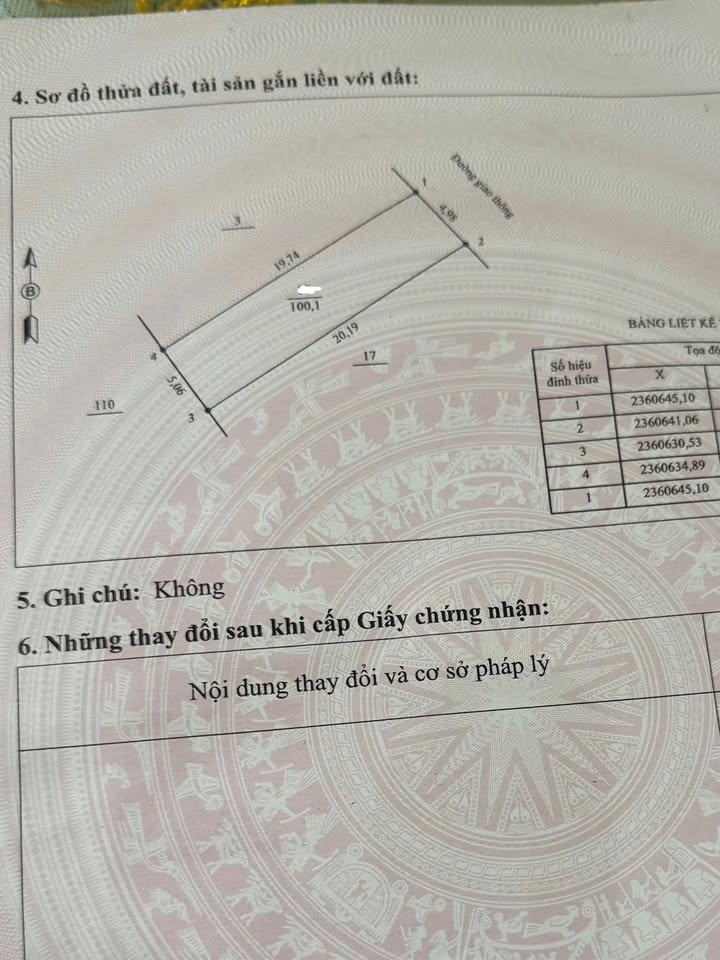 4. Sơ đồ thửa đất, tài sản gắn liền với đất:
Đường giao thông
1
4,98
2
3
19,74
100,1
20,19
17
B
4
5,06
3
110
BẢNG LIỆT KÊ
Số hiệu đỉnh thửa
Tọa độ
X
1 2360645,10
2 2360641,06
3 2360630,53
4 2360634,89
1 2360645,10
5. Ghi chú: Không
6. Những thay đổi sau khi cấp Giấy chứng nhận:
Nội dung thay đổi và cơ sở pháp lý